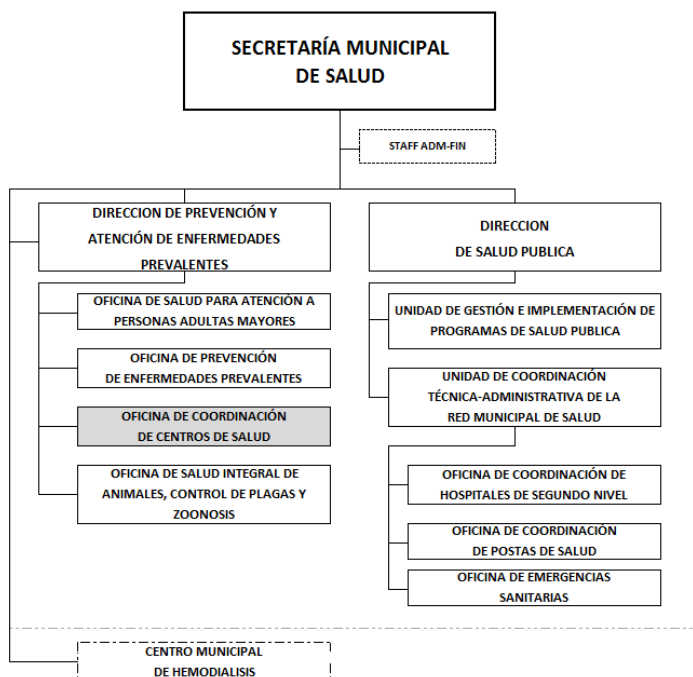 SECRETARÍA MUNICIPAL
DE SALUD
STAFF ADM-FIN
DIRECCION DE PREVENCIÓN Y
ATENCIÓN DE ENFERMEDADES
PREVALENTES
OFICINA DE SALUD PARA ATENCIÓN A
PERSONAS ADULTAS MAYORES
OFICINA DE PREVENCIÓN
DE ENFERMEDADES PREVALENTES
OFICINA DE COORDINACIÓN
DE CENTROS DE SALUD
OFICINA DE SALUD INTEGRAL DE
ANIMALES, CONTROL DE PLAGAS Y
ZOONOSIS
DIRECCION
DE SALUD PUBLICA
UNIDAD DE GESTIÓN E IMPLEMENTACIÓN DE
PROGRAMAS DE SALUD PUBLICA
UNIDAD DE COORDINACIÓN
TÉCNICA-ADMINISTRATIVA DE LA
RED MUNICIPAL DE SALUD
OFICINA DE COORDINACIÓN DE
HOSPITALES DE SEGUNDO NIVEL
OFICINA DE COORDINACIÓN
DE POSTAS DE SALUD
OFICINA DE EMERGENCIAS
SANITARIAS
CENTRO MUNICIPAL
DE HEMODIALISIS